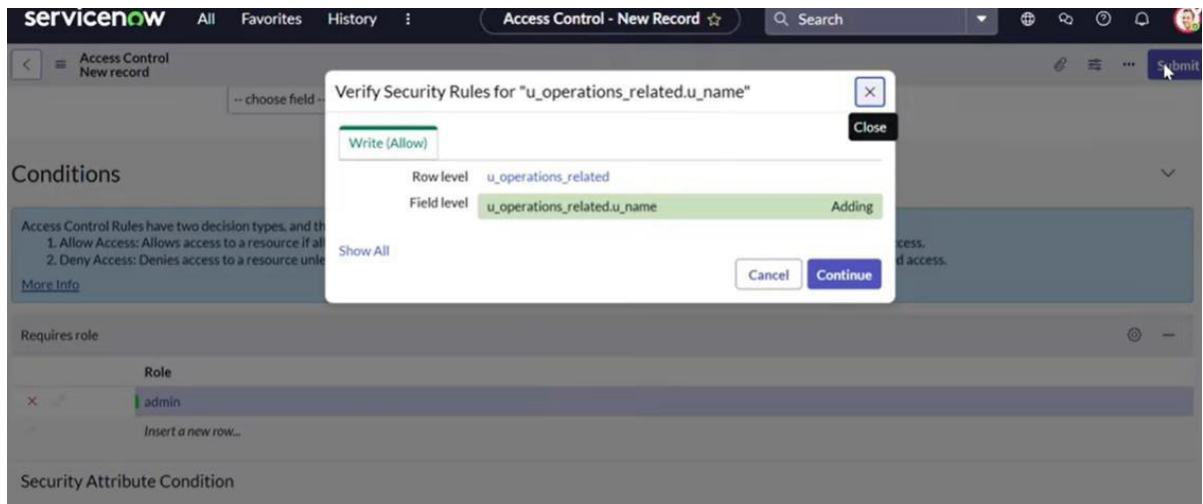 servicenow All Favorites History Access Control - New Record Search
Access Control
New record
Submit
-- choose field --
Verify Security Rules for "u_operations_related.u_name"
Close
Write (Allow)
Row level u_operations_related
Field level u_operations_related.u_name Adding
Show All
Cancel Continue
Conditions
Access Control Rules have two decision types, and th
1. Allow Access: Allows access to a resource if all cess.
2. Deny Access: Denies access to a resource unle d access.
More Info
Requires role
Role
admin
Insert a new row...
Security Attribute Condition